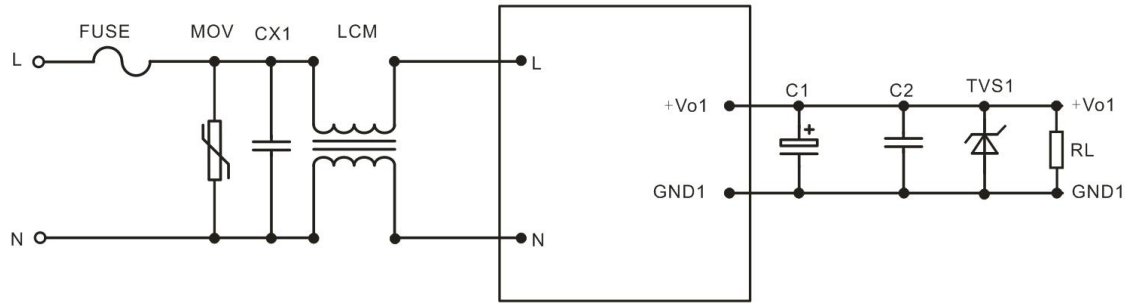 FUSE MOV CX1 LCM
L L
C1 C2 TVS1
+Vo1 +Vo1
+
RL
GND1 GND1
N N